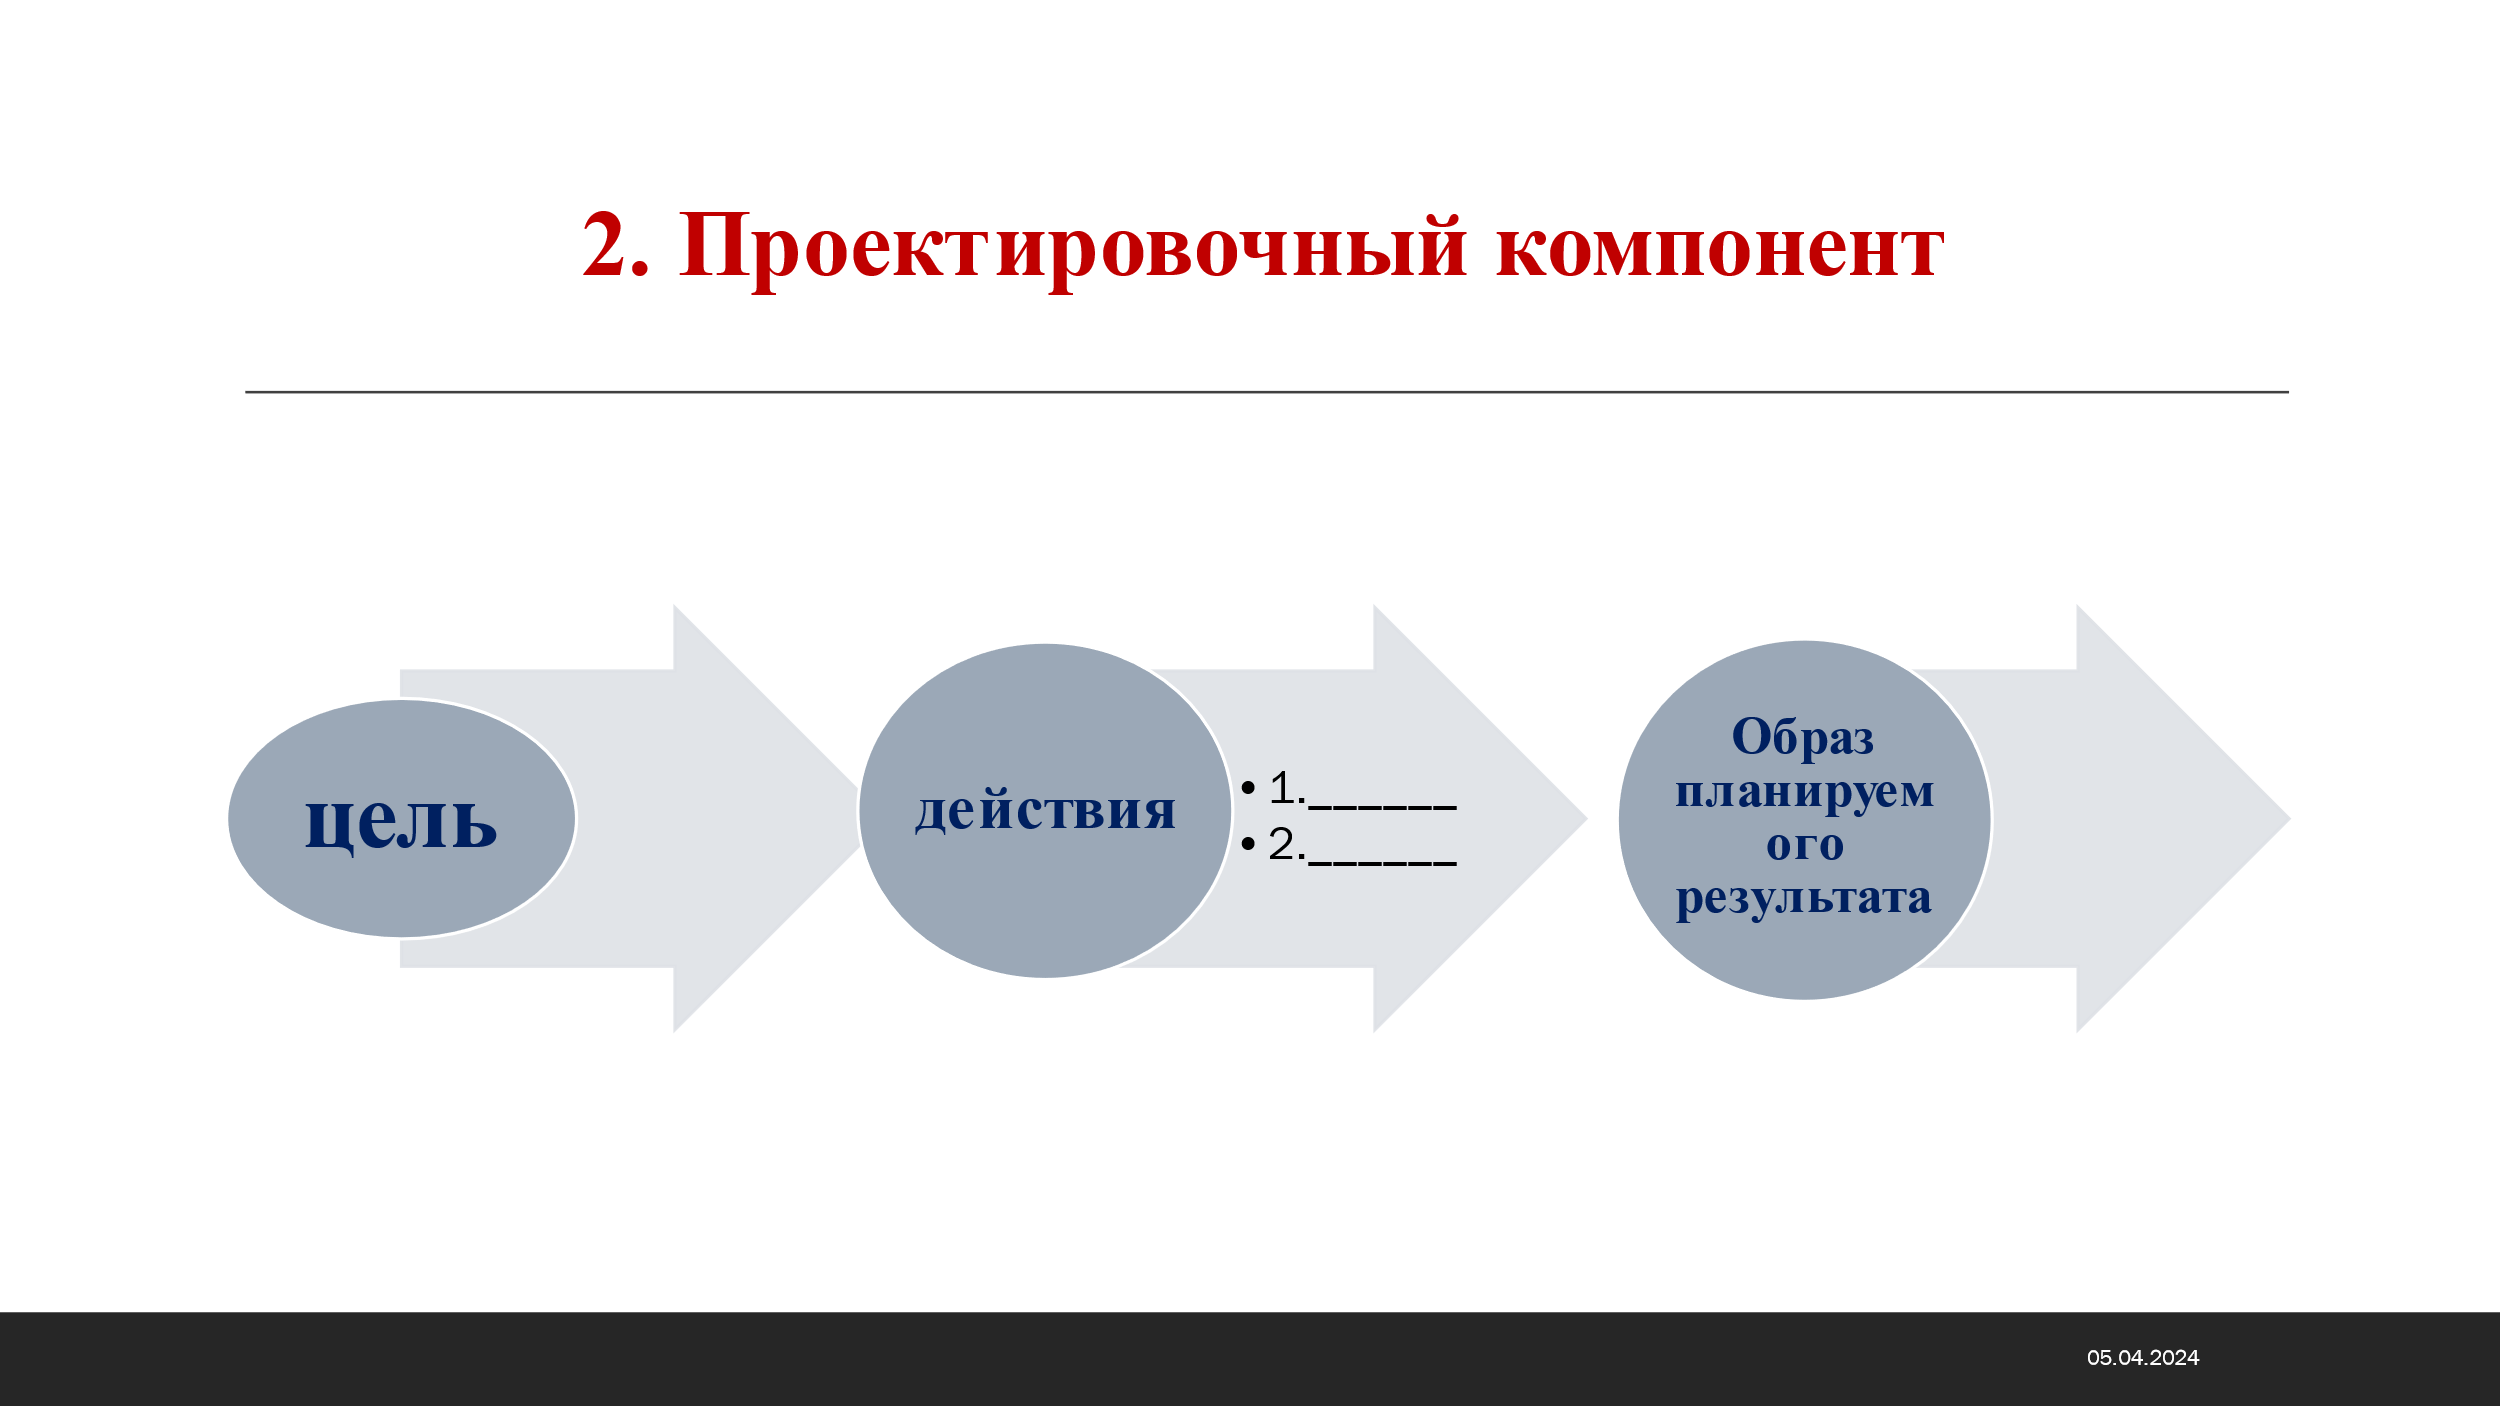 2. Проектировочный компонент
цель
действия
• 1.______
• 2.______
Образ
планируем
ого
результата
05.04.2024